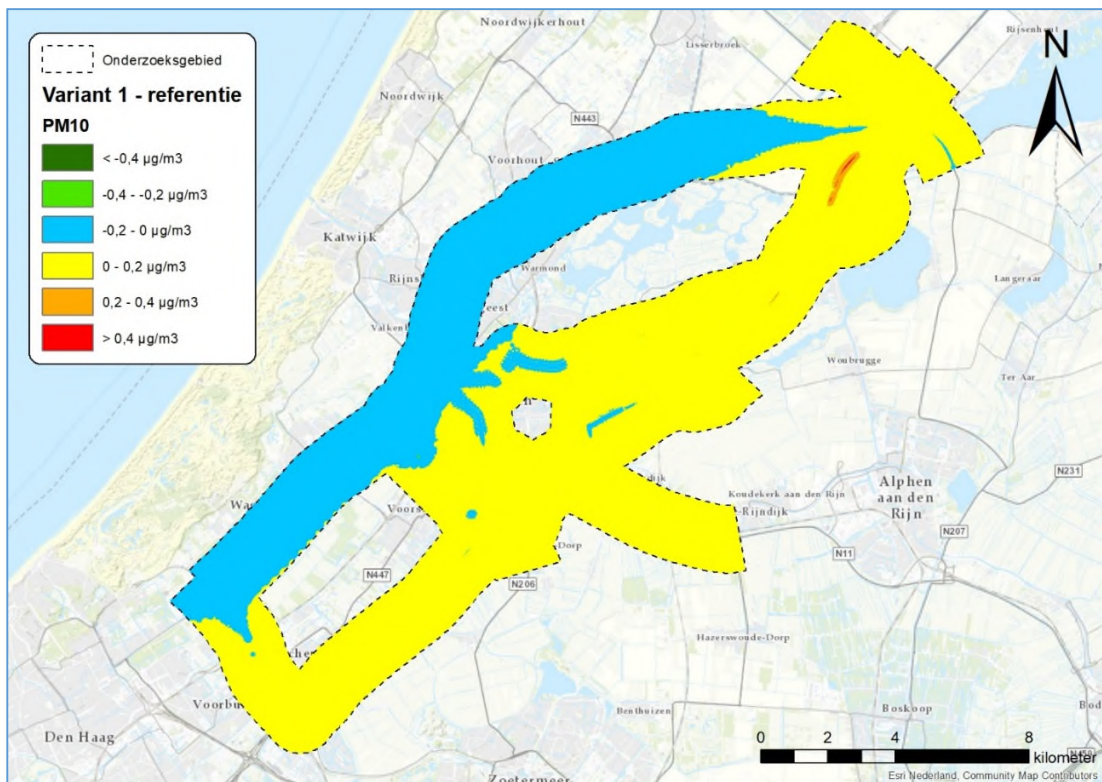 Onderzoeksgebied
Variant 1 - referentie
PM10
< -0,4 µg/m3
-0,4 - -0,2 µg/m3
-0,2 - 0 µg/m3
0 - 0,2 µg/m3
0,2 - 0,4 µg/m3
> 0,4 µg/m3
Noordwijkerhout
Lisserbroek
Rijsenhout
N
Noordwijk
N443
Voorhout
Katwijk
Rijns
Warmond
eest
Langeraar
Valken
Woubrugge
Ter Aar
dijk
Koudekerk aan den Rijn
-Rijndijk
Alphen
aan den
Rijn
N231
N207
Wa
Voors
N11
Dorp
N447
N206
Hazerswoude-Dorp
Voorbu
Benthuizen
Boskoop
Den Haag
Zoetermeer
0 2 4 8
kilometer
Esri Nederland, Community Map Contributors